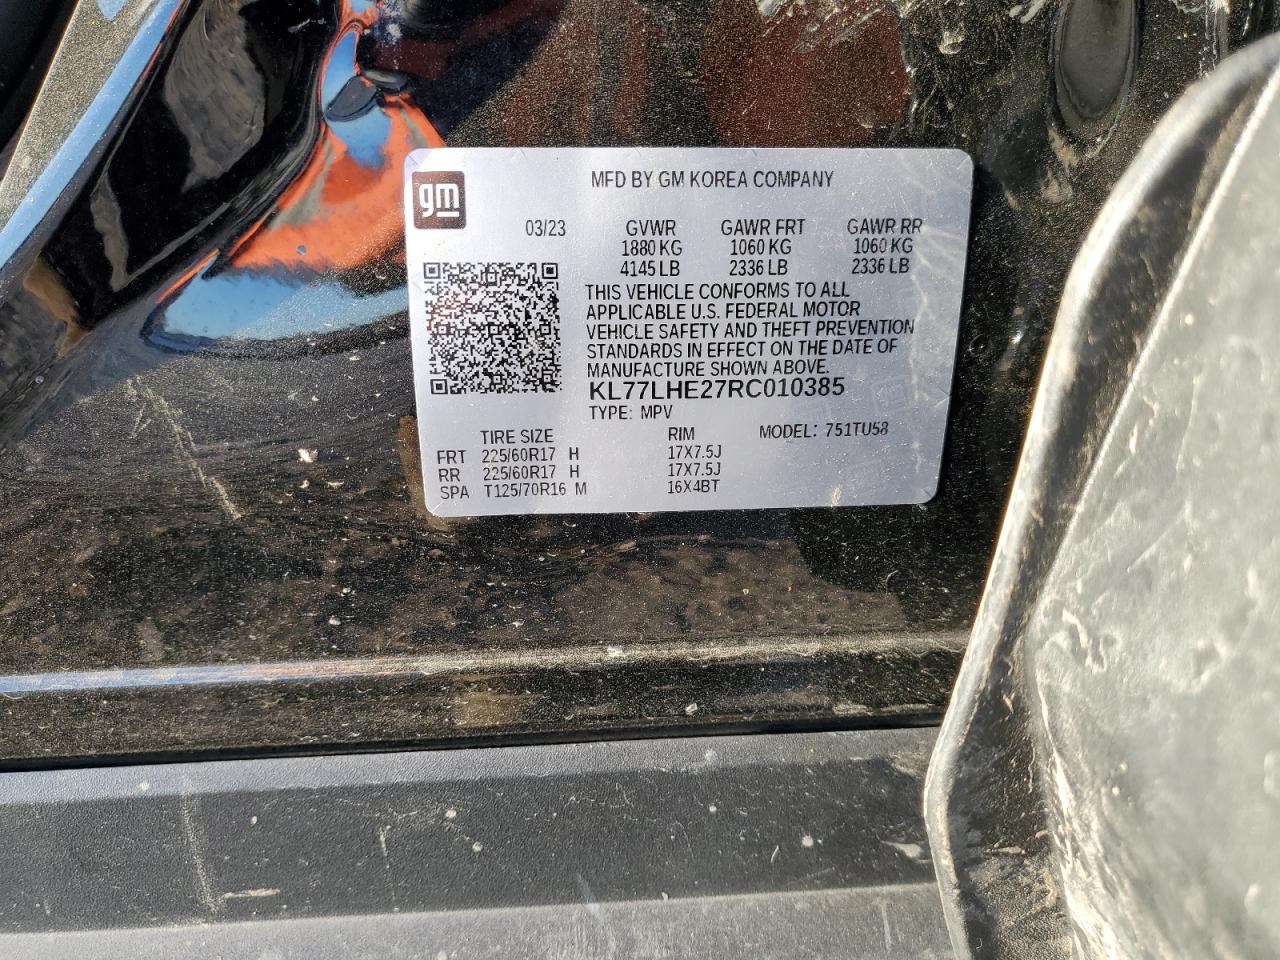 gm
MFD BY GM KOREA COMPANY
03/23 GVWR GAWR FRT GAWR RR
1880 KG 1060 KG 1060 KG
4145 LB 2336 LB 2336 LB
THIS VEHICLE CONFORMS TO ALL
APPLICABLE U.S. FEDERAL MOTOR
VEHICLE SAFETY AND THEFT PREVENTION
STANDARDS IN EFFECT ON THE DATE OF
MANUFACTURE SHOWN ABOVE.
KL77LHE27RC010385
TYPE: MPV
TIRE SIZE RIM MODEL: 751TU58
FRT 225/60R17 H 17X7.5J
RR 225/60R17 H 17X7.5J
SPA T125/70R16 M 16X4BT